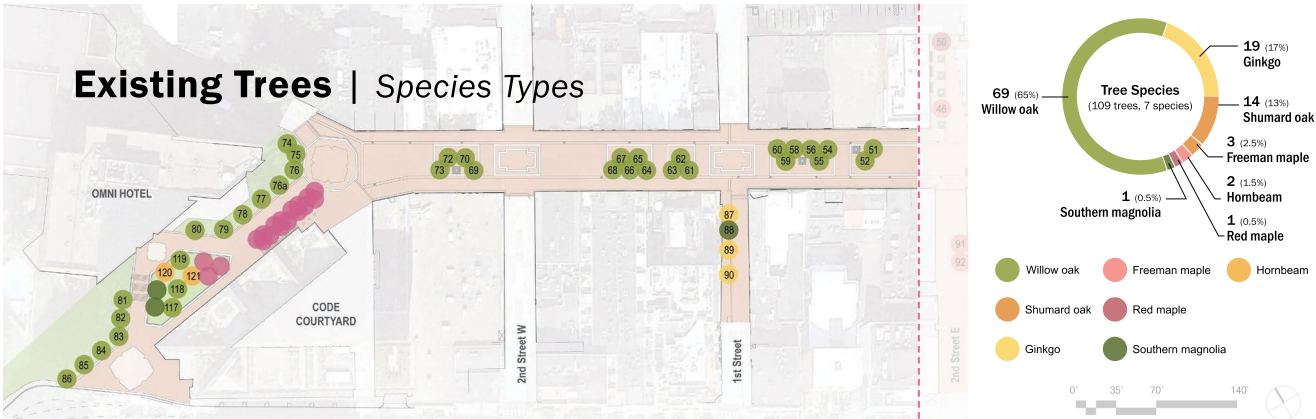 Existing Trees | Species Types
OMNI HOTEL
CODE
COURTYARD
2nd Street W
1st Street
2nd Street E
74
75
76
76a
77
78
79
80
119
120
121
118
117
81
82
83
84
85
86
72
70
73
69
67
65
68
66
64
62
63
61
60
58
56
54
59
55
51
52
87
88
89
90
50
46
91
92
Tree Species
(109 trees, 7 species)
69 (65%)
Willow oak
19 (17%)
Ginkgo
14 (13%)
Shumard oak
3 (2.5%)
Freeman maple
2 (1.5%)
Hornbeam
1 (0.5%)
Red maple
1 (0.5%)
Southern magnolia
Willow oak
Freeman maple
Hornbeam
Shumard oak
Red maple
Ginkgo
Southern magnolia
0' 35' 70' 140'